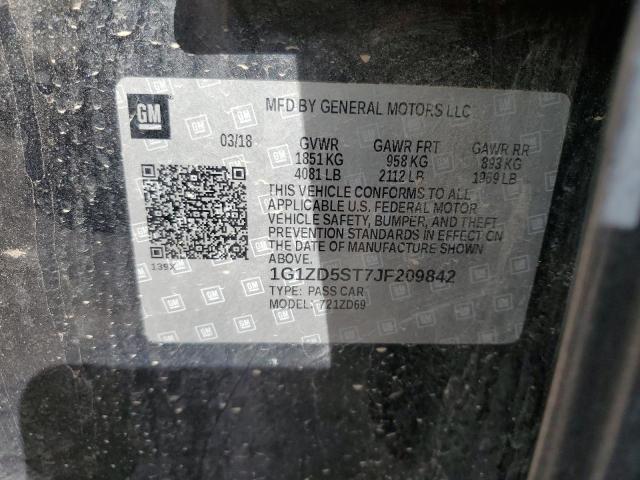 GM
MFD BY GENERAL MOTORS LLC
03/18 GVWR GAWR FRT GAWR RR
1851 KG 958 KG 893 KG
4081 LB 2112 LB 1969 LB
THIS VEHICLE CONFORMS TO ALL
APPLICABLE U.S. FEDERAL MOTOR
VEHICLE SAFETY, BUMPER, AND THEFT
PREVENTION STANDARDS IN EFFECT ON
THE DATE OF MANUFACTURE SHOWN
ABOVE.
139X
1G1ZD5ST7JF209842
TYPE: PASS CAR
MODEL: 721ZD69